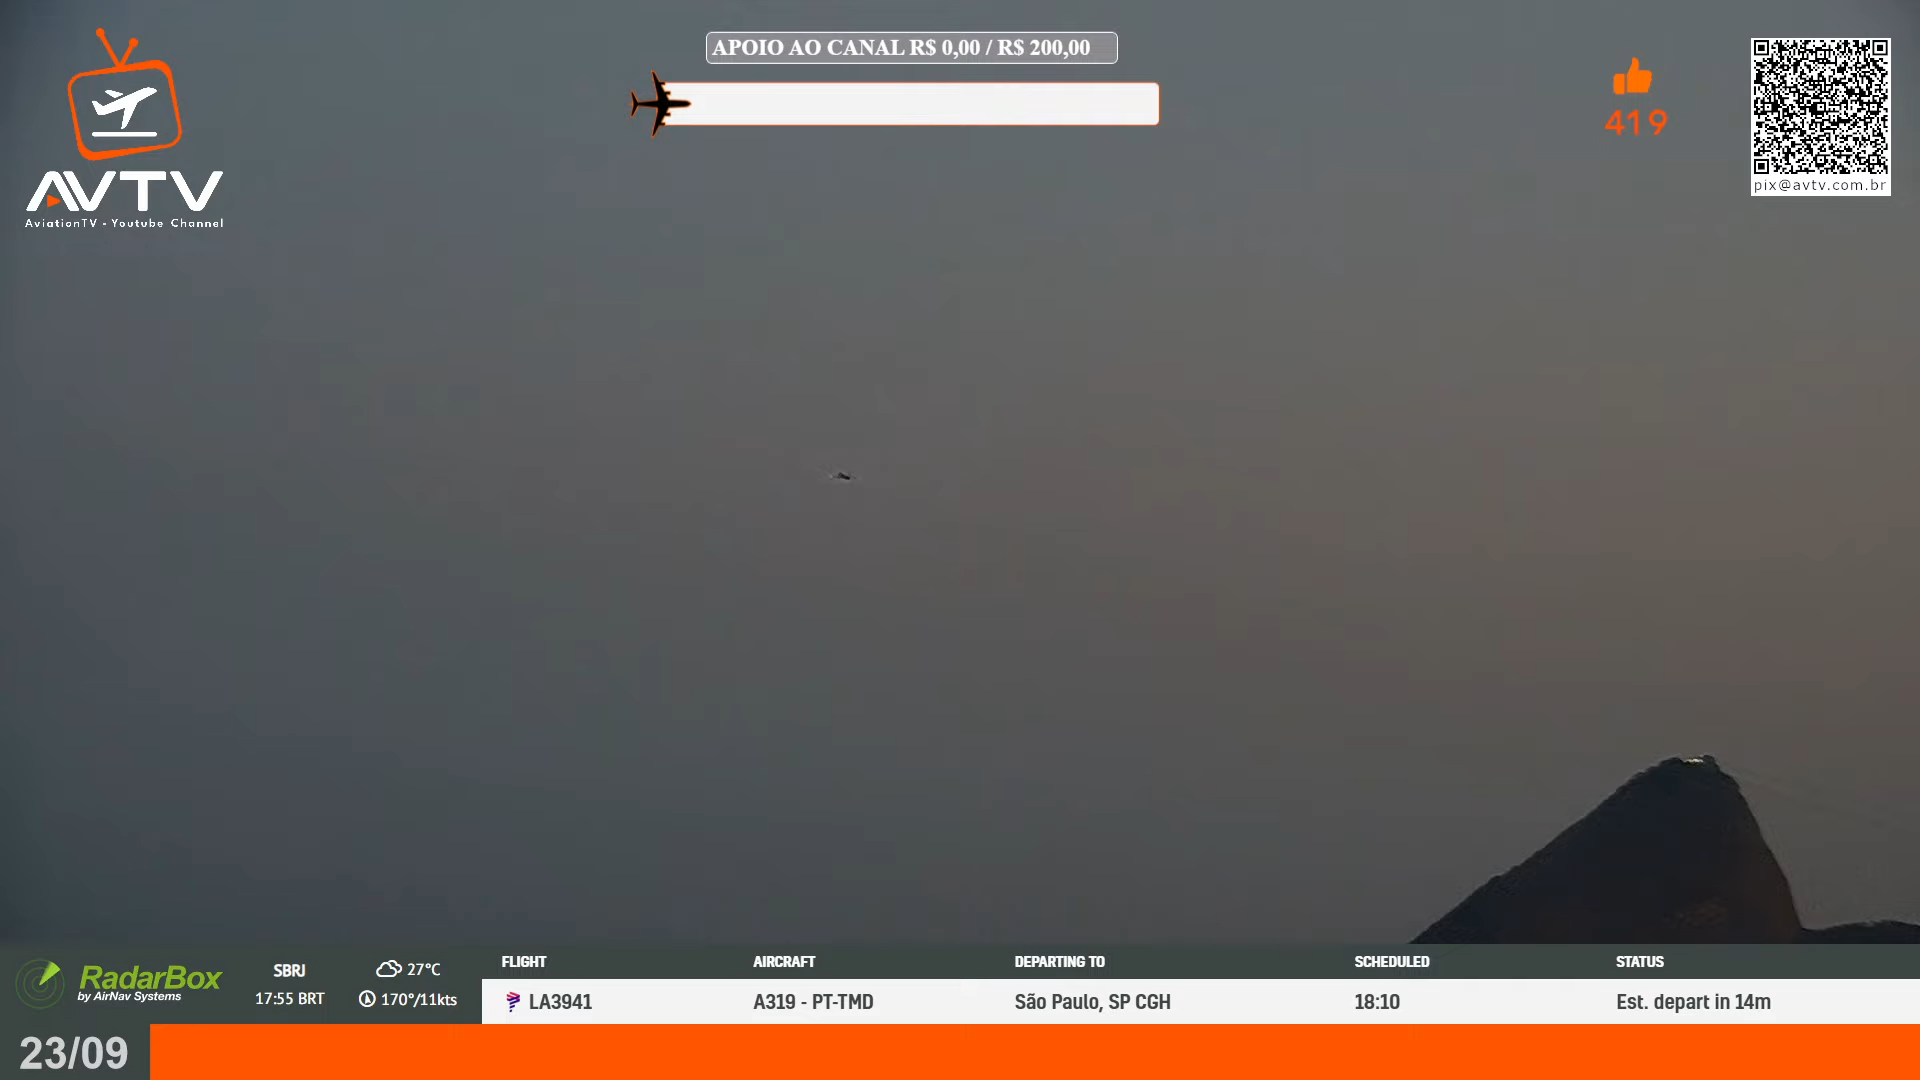 APOIO AO CANAL R$ 0,00 / R$ 200,00
419
pix@avtv.com.br
AVTV
AviationTV - Youtube Channel
RadarBox
by AirNav Systems
SBRJ
17:55 BRT
27°C
170°/11kts
FLIGHT AIRCRAFT DEPARTING TO SCHEDULED STATUS
LA3941 A319 - PT-TMD São Paulo, SP CGH 18:10 Est. depart in 14m
23/09